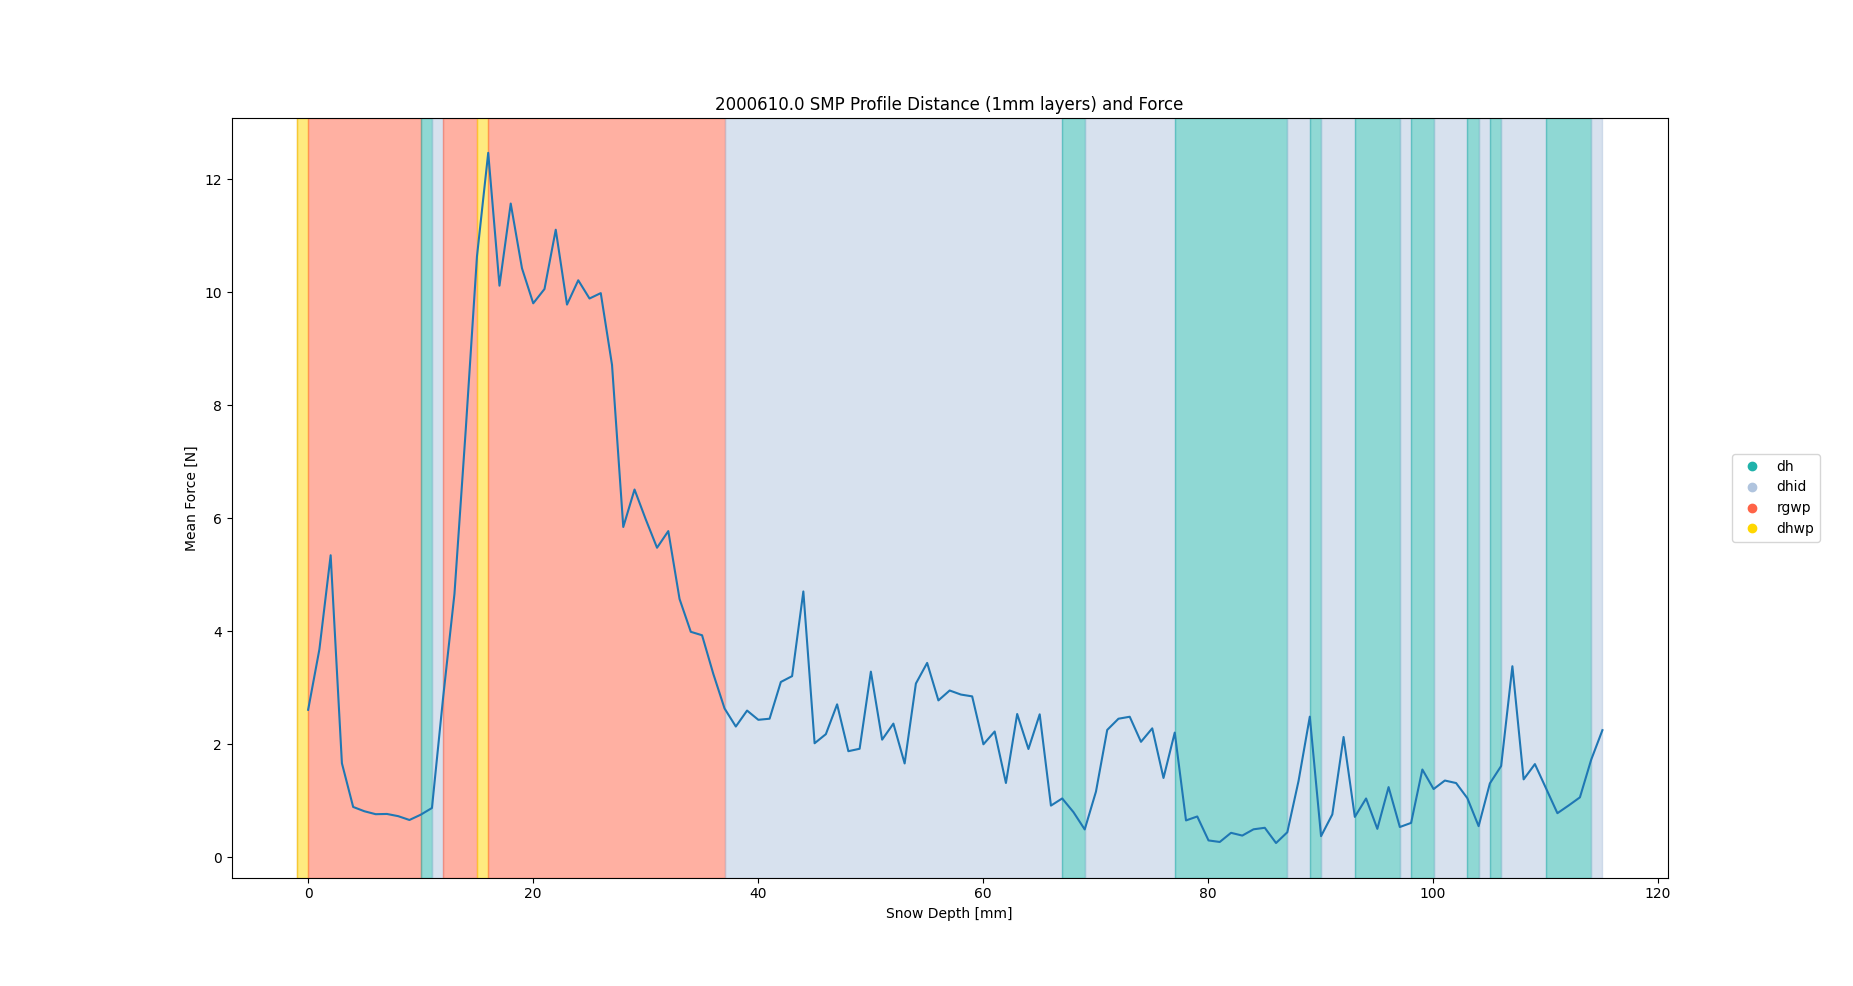 2000610.0 SMP Profile Distance (1mm layers) and Force
Mean Force [N]
12
10
8
6
4
2
0
0 20 40 60 80 100 120
Snow Depth [mm]
dh
dhid
rgwp
dhwp